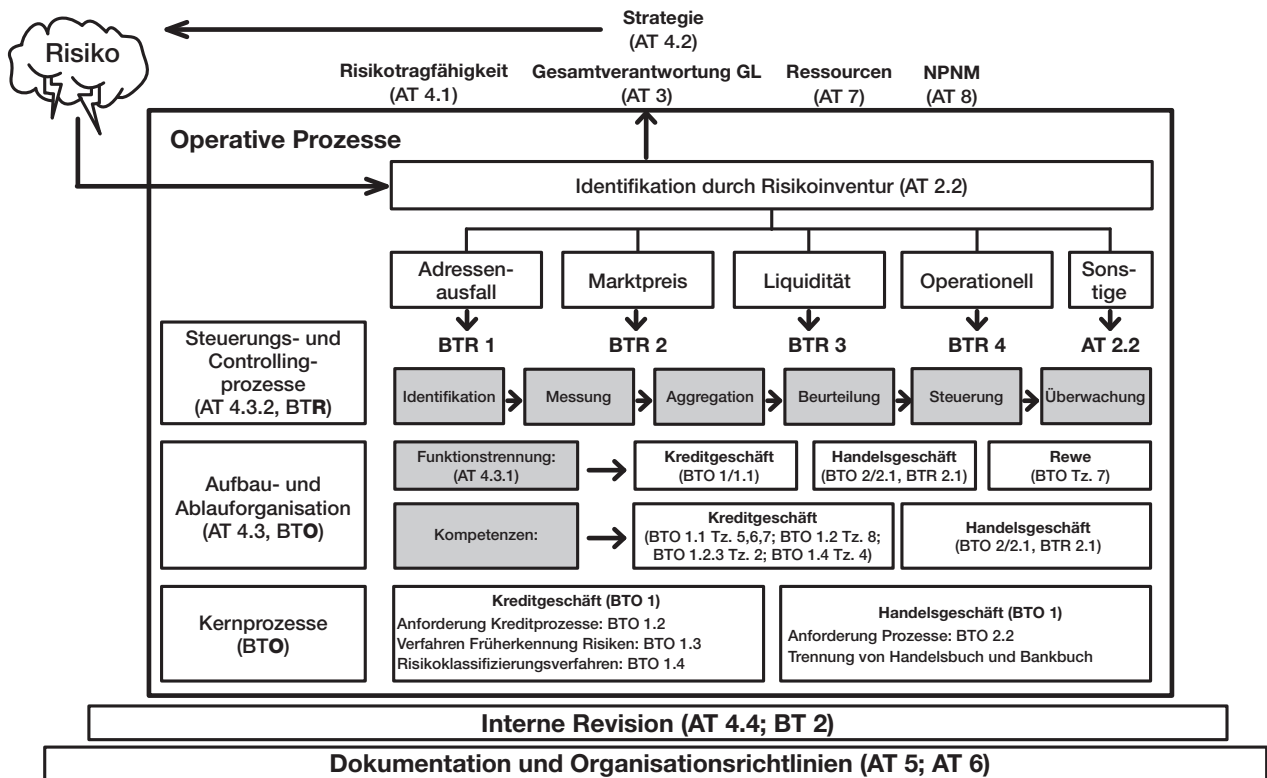 Strategie
(AT 4.2)
Risiko
Risikotragfähigkeit
(AT 4.1)
Gesamtverantwortung GL
(AT 3)
Ressourcen
(AT 7)
NPNM
(AT 8)
Operative Prozesse
Identifikation durch Risikoinventur (AT 2.2)
Adressen-
ausfall
Marktpreis
Liquidität
Operationell
Sons-
tige
BTR 1
BTR 2
BTR 3
BTR 4
AT 2.2
Steuerungs- und
Controlling-
prozesse
(AT 4.3.2, BTR)
Identifikation
Messung
Aggregation
Beurteilung
Steuerung
Überwachung
Aufbau- und
Ablauforganisation
(AT 4.3, BTO)
Funktionstrennung:
(AT 4.3.1)
Kreditgeschäft
(BTO 1/1.1)
Handelsgeschäft
(BTO 2/2.1, BTR 2.1)
Rewe
(BTO Tz. 7)
Kompetenzen:
Kreditgeschäft
(BTO 1.1 Tz. 5,6,7; BTO 1.2 Tz. 8;
BTO 1.2.3 Tz. 2; BTO 1.4 Tz. 4)
Handelsgeschäft
(BTO 2/2.1, BTR 2.1)
Kernprozesse
(BTO)
Kreditgeschäft (BTO 1)
Anforderung Kreditprozesse: BTO 1.2
Verfahren Früherkennung Risiken: BTO 1.3
Risikoklassifizierungsverfahren: BTO 1.4
Handelsgeschäft (BTO 1)
Anforderung Prozesse: BTO 2.2
Trennung von Handelsbuch und Bankbuch
Interne Revision (AT 4.4; BT 2)
Dokumentation und Organisationsrichtlinien (AT 5; AT 6)